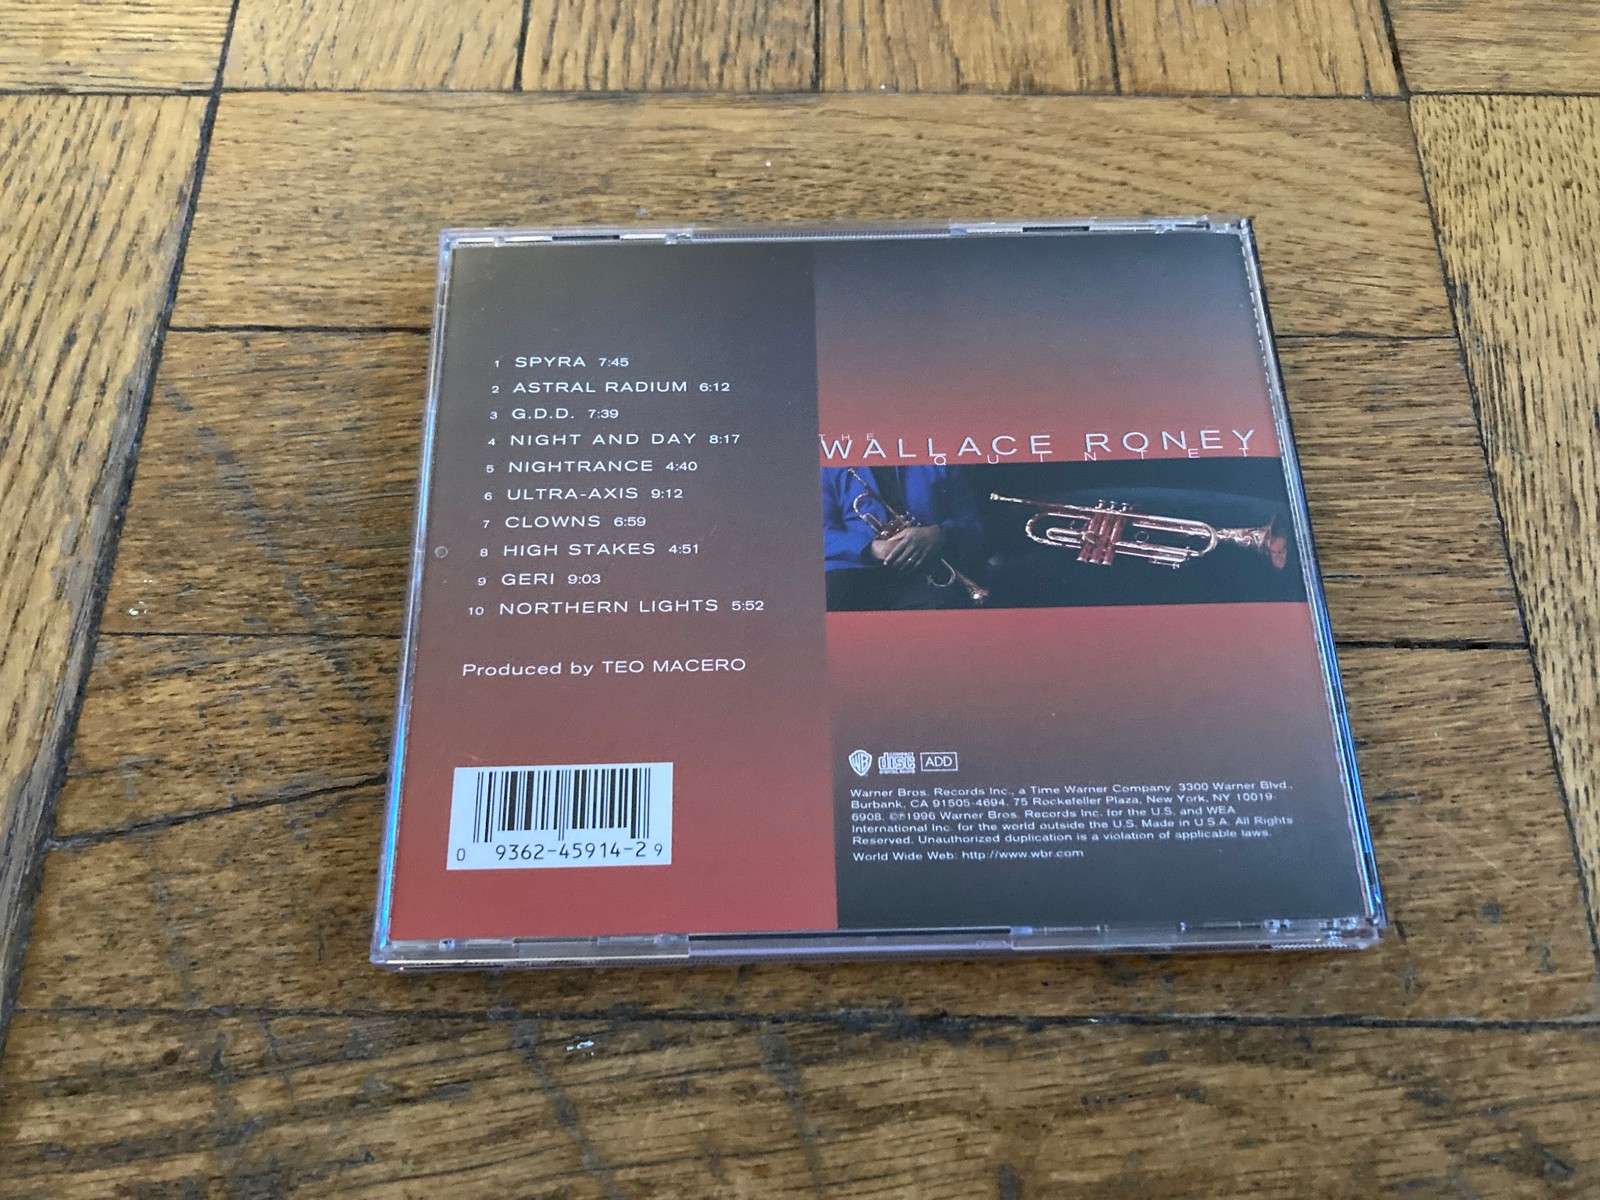 1 SPYRA 7:45
2 ASTRAL RADIUM 6:12
3 G.D.D. 7:39
4 NIGHT AND DAY 8:17
5 NIGHTRANCE 4:40
6 ULTRA-AXIS 9:12
7 CLOWNS 6:59
8 HIGH STAKES 4:51
9 GERI 9:03
10 NORTHERN LIGHTS 5:52
Produced by TEO MACERO
0 9362-45914-2 9
THE
WALLACE RONEY
QUINTET
WB COMPACT disc DIGITAL AUDIO ADD
Warner Bros. Records Inc., a Time Warner Company. 3300 Warner Blvd.,
Burbank, CA 91505-4694. 75 Rockefeller Plaza, New York, NY 10019-
6908. ©℗1996 Warner Bros. Records Inc. for the U.S. and WEA
International Inc. for the world outside the U.S. Made in U.S.A. All Rights
Reserved. Unauthorized duplication is a violation of applicable laws.
World Wide Web: http://www.wbr.com